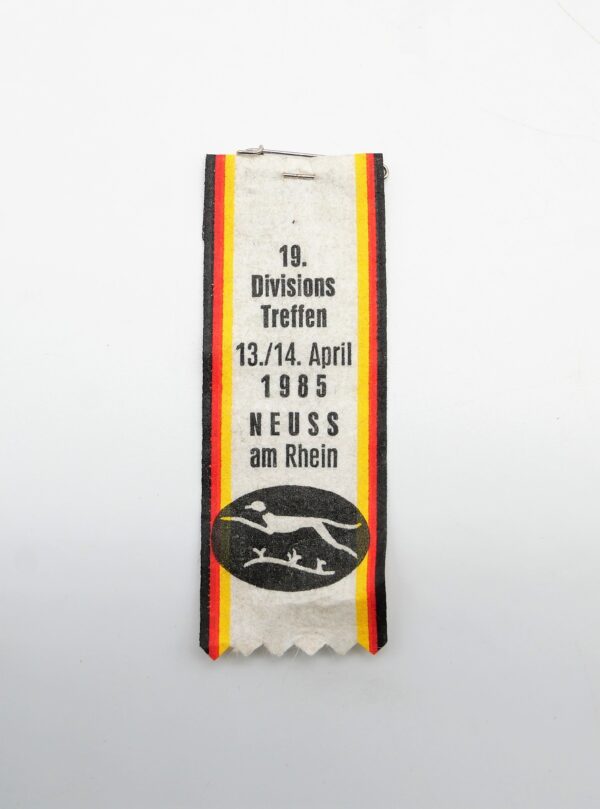 19.
Divisions
Treffen
13./14. April
1985
NEUSS
am Rhein